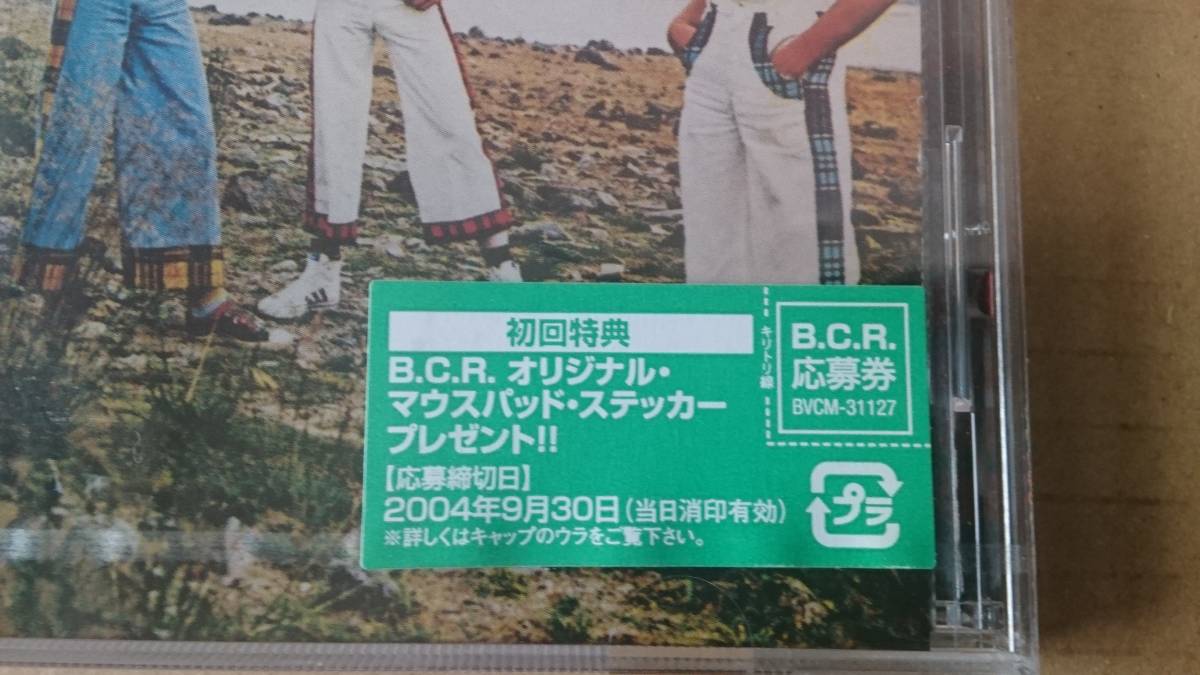 初回特典
B.C.R. オリジナル・
マウスパッド・ステッカー
プレゼント!!
【応募締切日】
2004年9月30日(当日消印有効)
※詳しくはキャップのウラをご覧下さい。
キリトリ線
B.C.R.
応募券
BVCM-31127
プラ